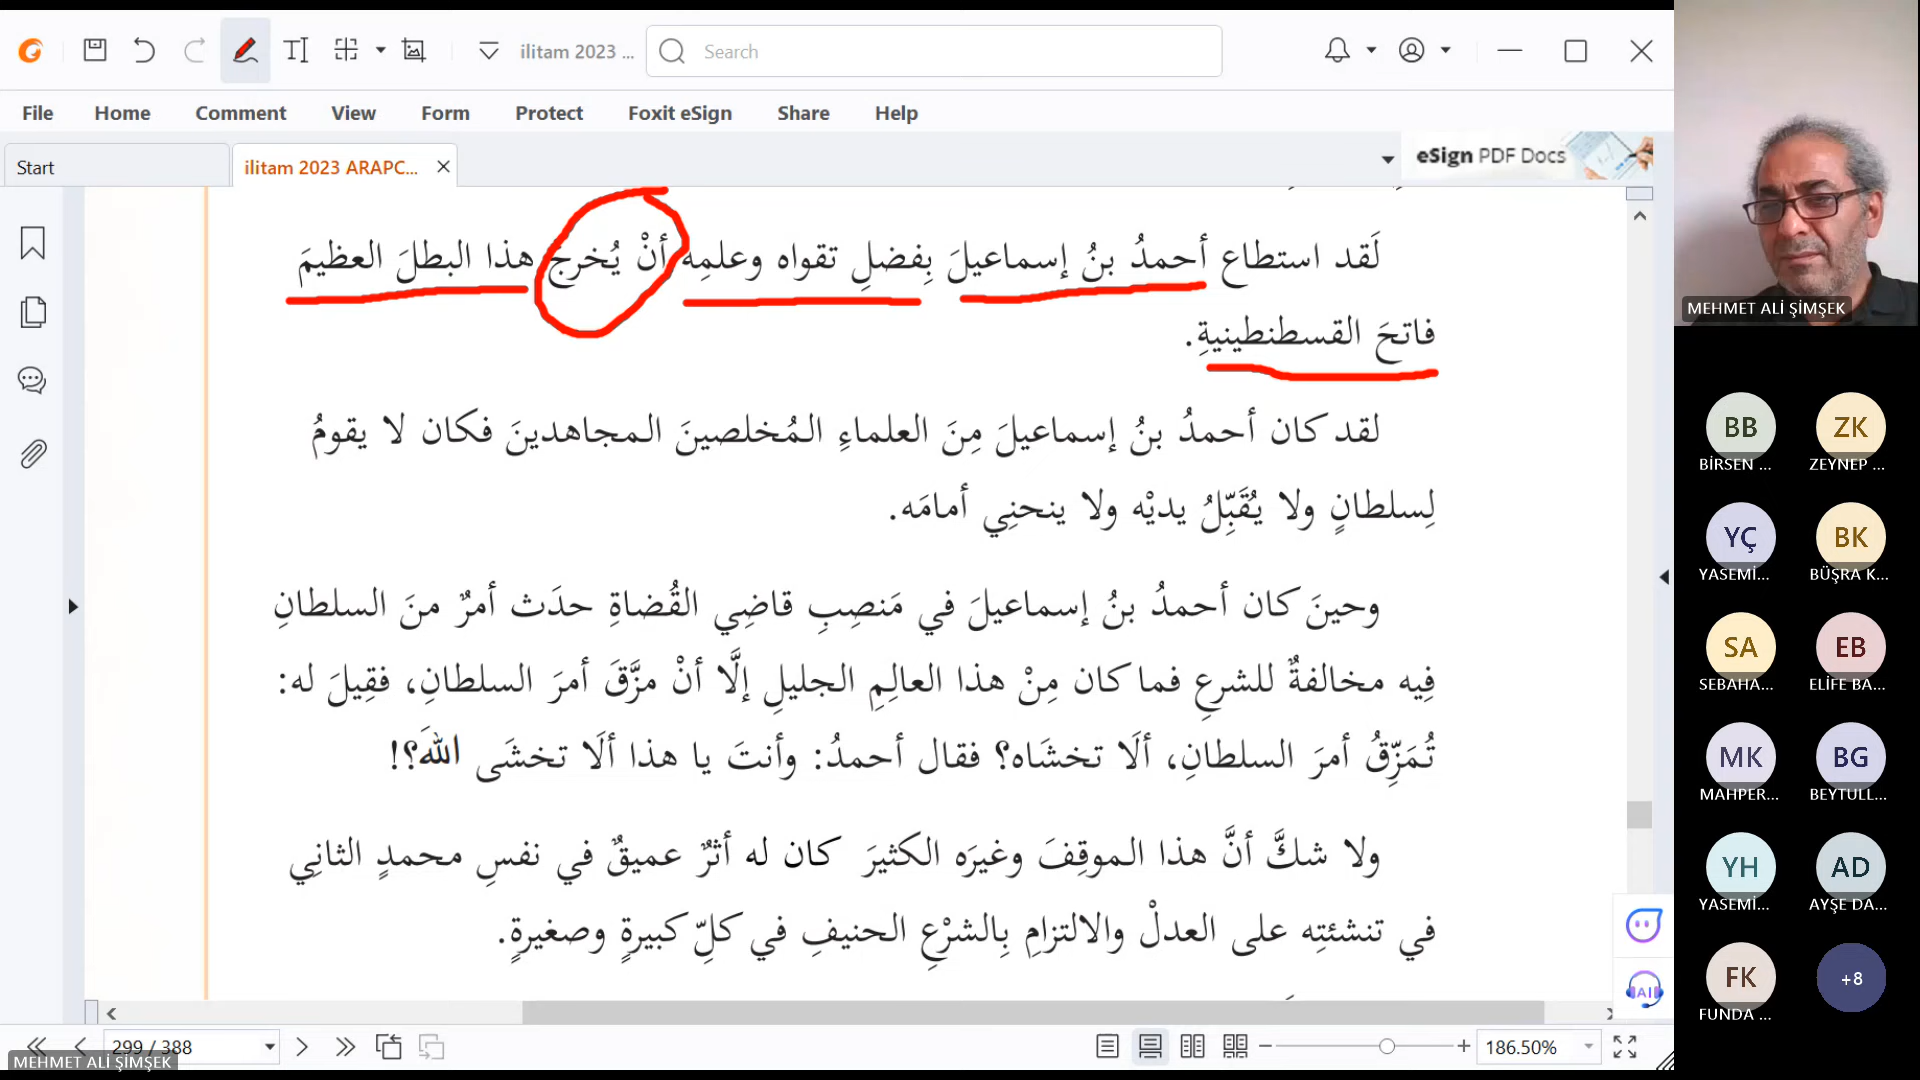 ilitam 2023 ...
Search
File Home Comment View Form Protect Foxit eSign Share Help
Start
ilitam 2023 ARAPC...
eSign PDF Docs
لَقد استطاع أحمدُ بنُ إسماعيلَ بِفضلِ تقواه وعلمِه أنْ يُخرجَ هذا البطلَ العظيمَ
فاتحَ القسطنطينيةِ.
لقد كان أحمدُ بنُ إسماعيلَ مِنَ العلماءِ المُخلصينَ المجاهدينَ فكان لا يقومُ
لِسلطانٍ ولا يُقَبِّلُ يديْه ولا ينحنِي أمامَه.
وحينَ كان أحمدُ بنُ إسماعيلَ في مَنصِبِ قاضِي القُضاةِ حدَث أمرٌ منَ السلطانِ
فِيه مخالفةٌ للشرعِ فما كان مِنْ هذا العالِمِ الجليلِ إلَّا أنْ مزَّقَ أمرَ السلطانِ، فقِيلَ له:
تُمَزِّقُ أمرَ السلطانِ، ألَا تخشَاه؟ فقال أحمدُ: وأنتَ يا هذا ألَا تخشَى اللهَ؟!
ولا شكَّ أنَّ هذا الموقِفَ وغيرَه الكثيرَ كان له أثرٌ عميقٌ في نفسِ محمدٍ الثانِي
في تنشئتِه على العدلْ والالتزامِ بِالشرْعِ الحنيفِ في كلِّ كبيرةٍ وصغيرةٍ.
AI
299 / 388
186.50%
MEHMET ALİ ŞİMŞEK
MEHMET ALİ ŞİMŞEK
BB ZK
BİRSEN ... ZEYNEP ...
YÇ BK
YASEMİ... BÜŞRA K...
SA EB
SEBAHA... ELİFE BA...
MK BG
MAHPER... BEYTULL...
YH AD
YASEMİ... AYŞE DA...
FK +8
FUNDA ...